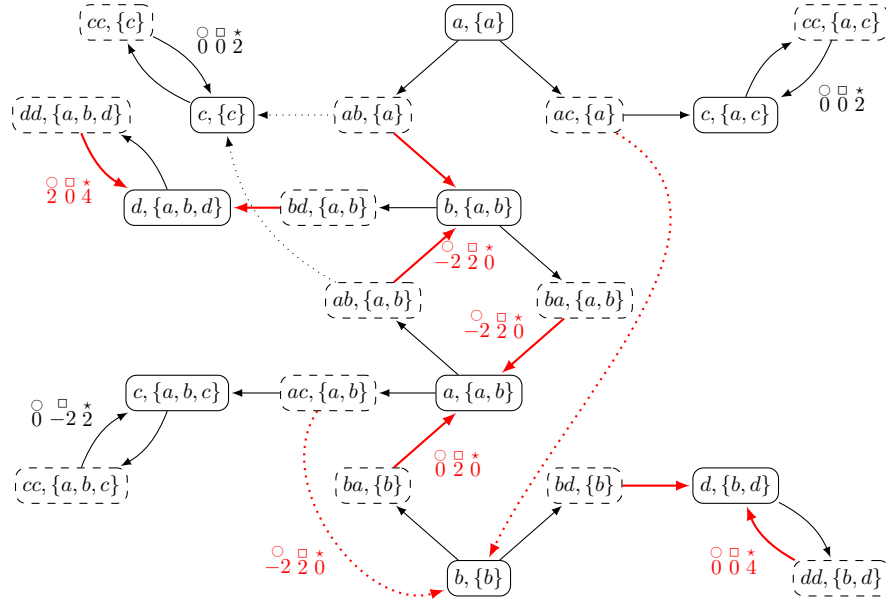 cc, {c}
a, {a}
cc, {a, c}
○ □ ⋆
0 0 2
dd, {a, b, d}
c, {c}
ab, {a}
ac, {a}
c, {a, c}
○ □ ⋆
0 0 2
○ □ ⋆
2 0 4
d, {a, b, d}
bd, {a, b}
b, {a, b}
○ □ ⋆
−2 2 0
ab, {a, b}
ba, {a, b}
○ □ ⋆
−2 2 0
c, {a, b, c}
ac, {a, b}
a, {a, b}
○ □ ⋆
0 −2 2
○ □ ⋆
0 2 0
cc, {a, b, c}
ba, {b}
bd, {b}
d, {b, d}
○ □ ⋆
−2 2 0
b, {b}
○ □ ⋆
0 0 4
dd, {b, d}